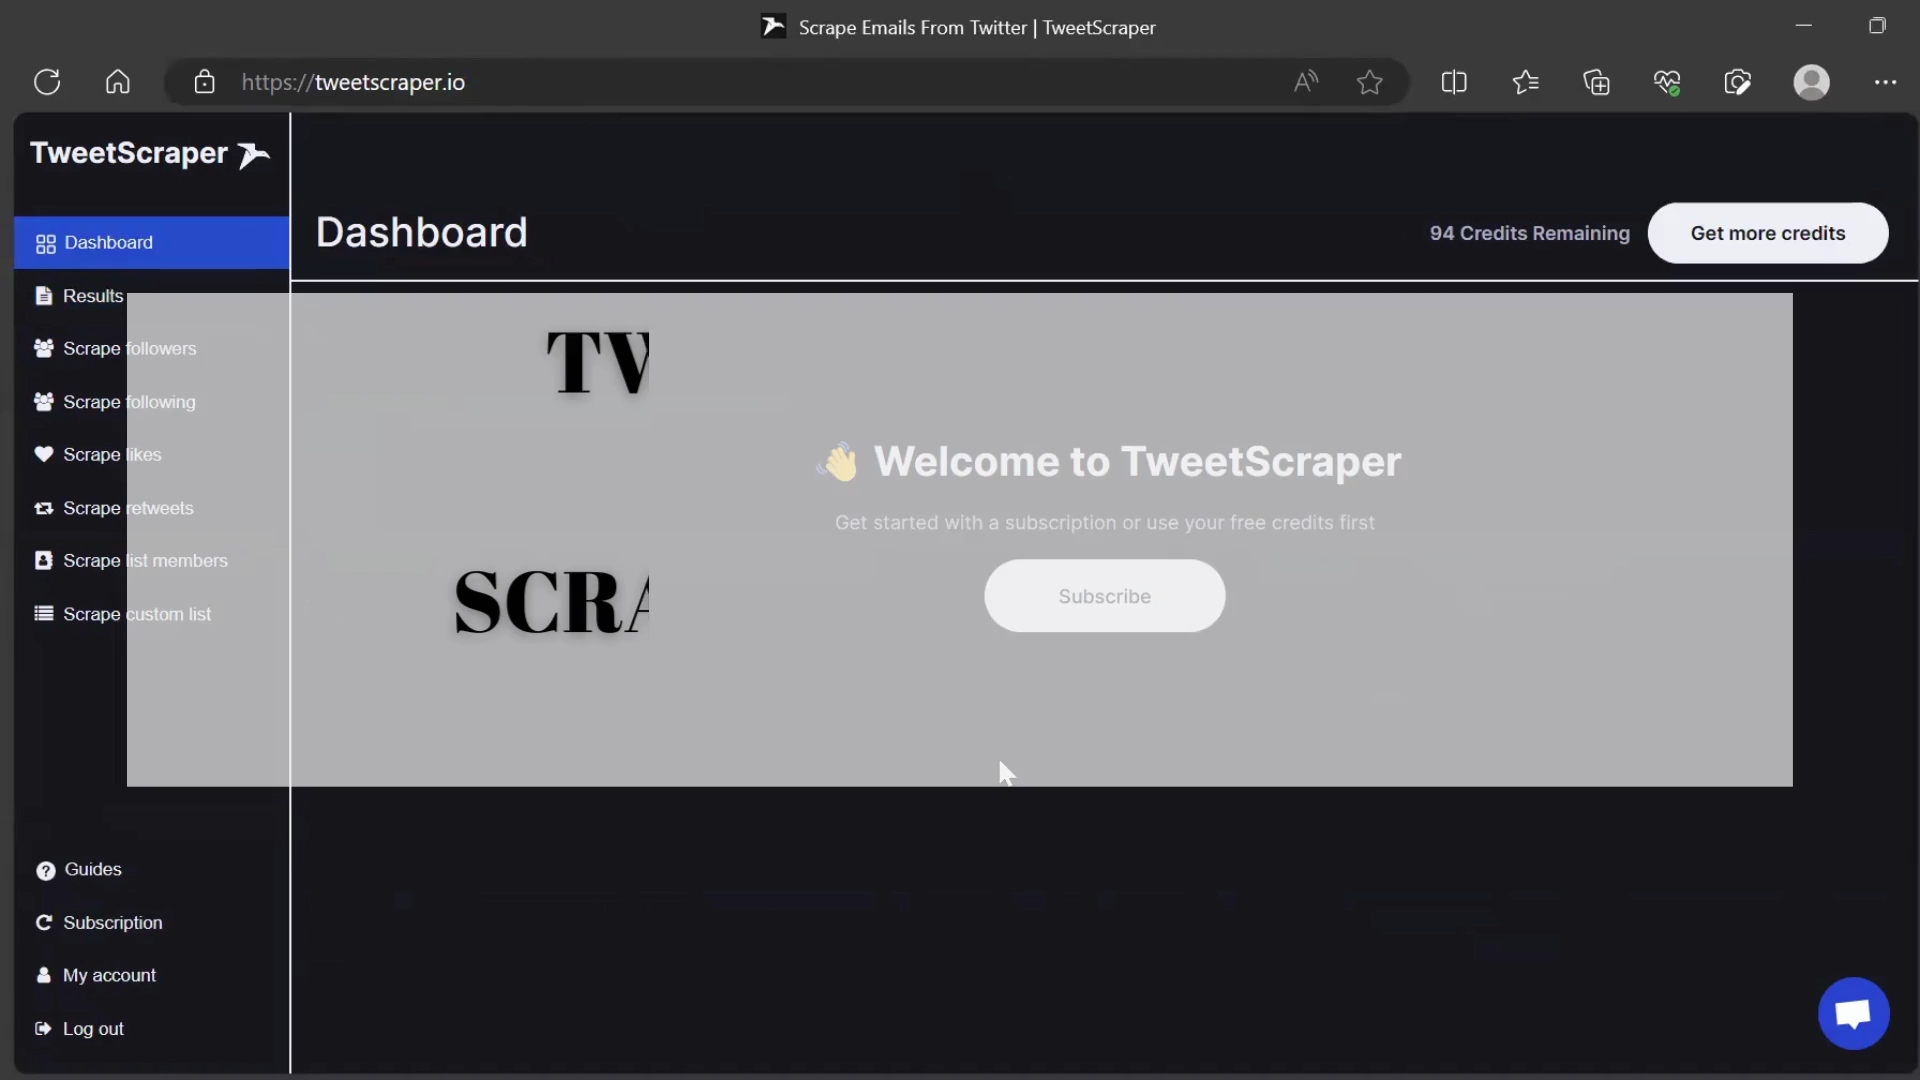 Scrape Emails From Twitter | TweetScraper
https://tweetscraper.io
TweetScraper
Dashboard
Results
Scrape followers
Scrape following
Scrape likes
Scrape retweets
Scrape list members
Scrape custom list
Guides
Subscription
My account
Log out
Dashboard
94 Credits Remaining
Get more credits
TW
👋 Welcome to TweetScraper
Get started with a subscription or use your free credits first
SCRA
Subscribe